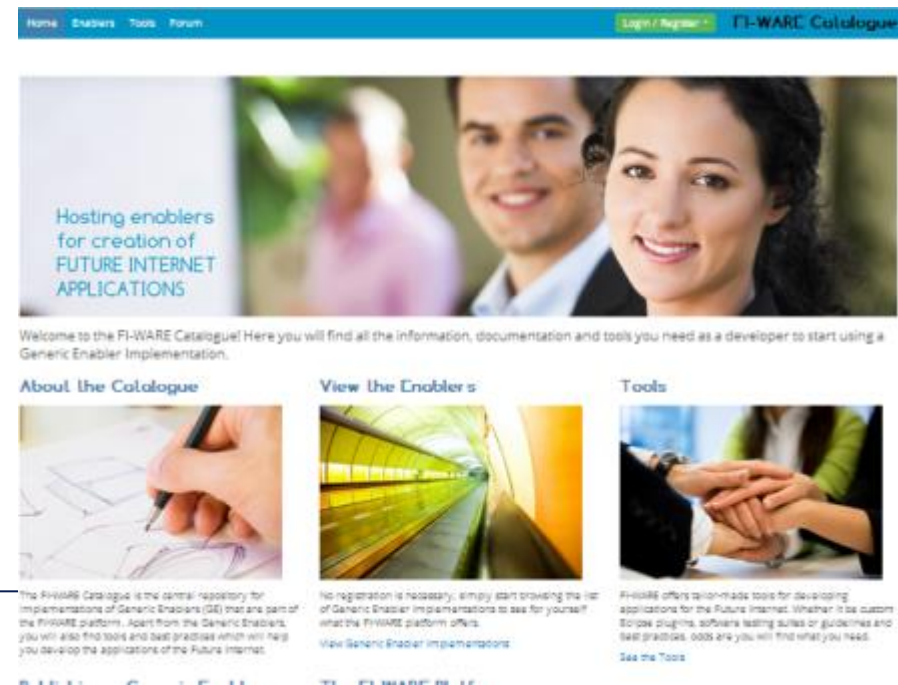 Home Enablers Tools Forum Login / Register FI-WARE Catalogue
Hosting enablers
for creation of
FUTURE INTERNET
APPLICATIONS
Welcome to the FI-WARE Catalogue! Here you will find all the information, documentation and tools you need as a developer to start using a
Generic Enabler Implementation.
About the Catalogue
The FI-WARE Catalogue is the central repository for
implementations of Generic Enablers (GE) that are part of
the FI-WARE platform. Apart from the Generic Enablers,
you will also find tools and best practices which will help
you develop the applications of the Future Internet.
View the Enablers
No registration is necessary, simply start browsing the list
of Generic Enabler Implementations to see for yourself
what the FI-WARE platform offers.
View Generic Enabler Implementations
Tools
FI-WARE offers tailor-made tools for developing
applications for the Future Internet. Whether it be custom
Eclipse plugins, software testing suites or guidelines and
best practices, odds are you will find what you need.
See the Tools
The FI-WARE